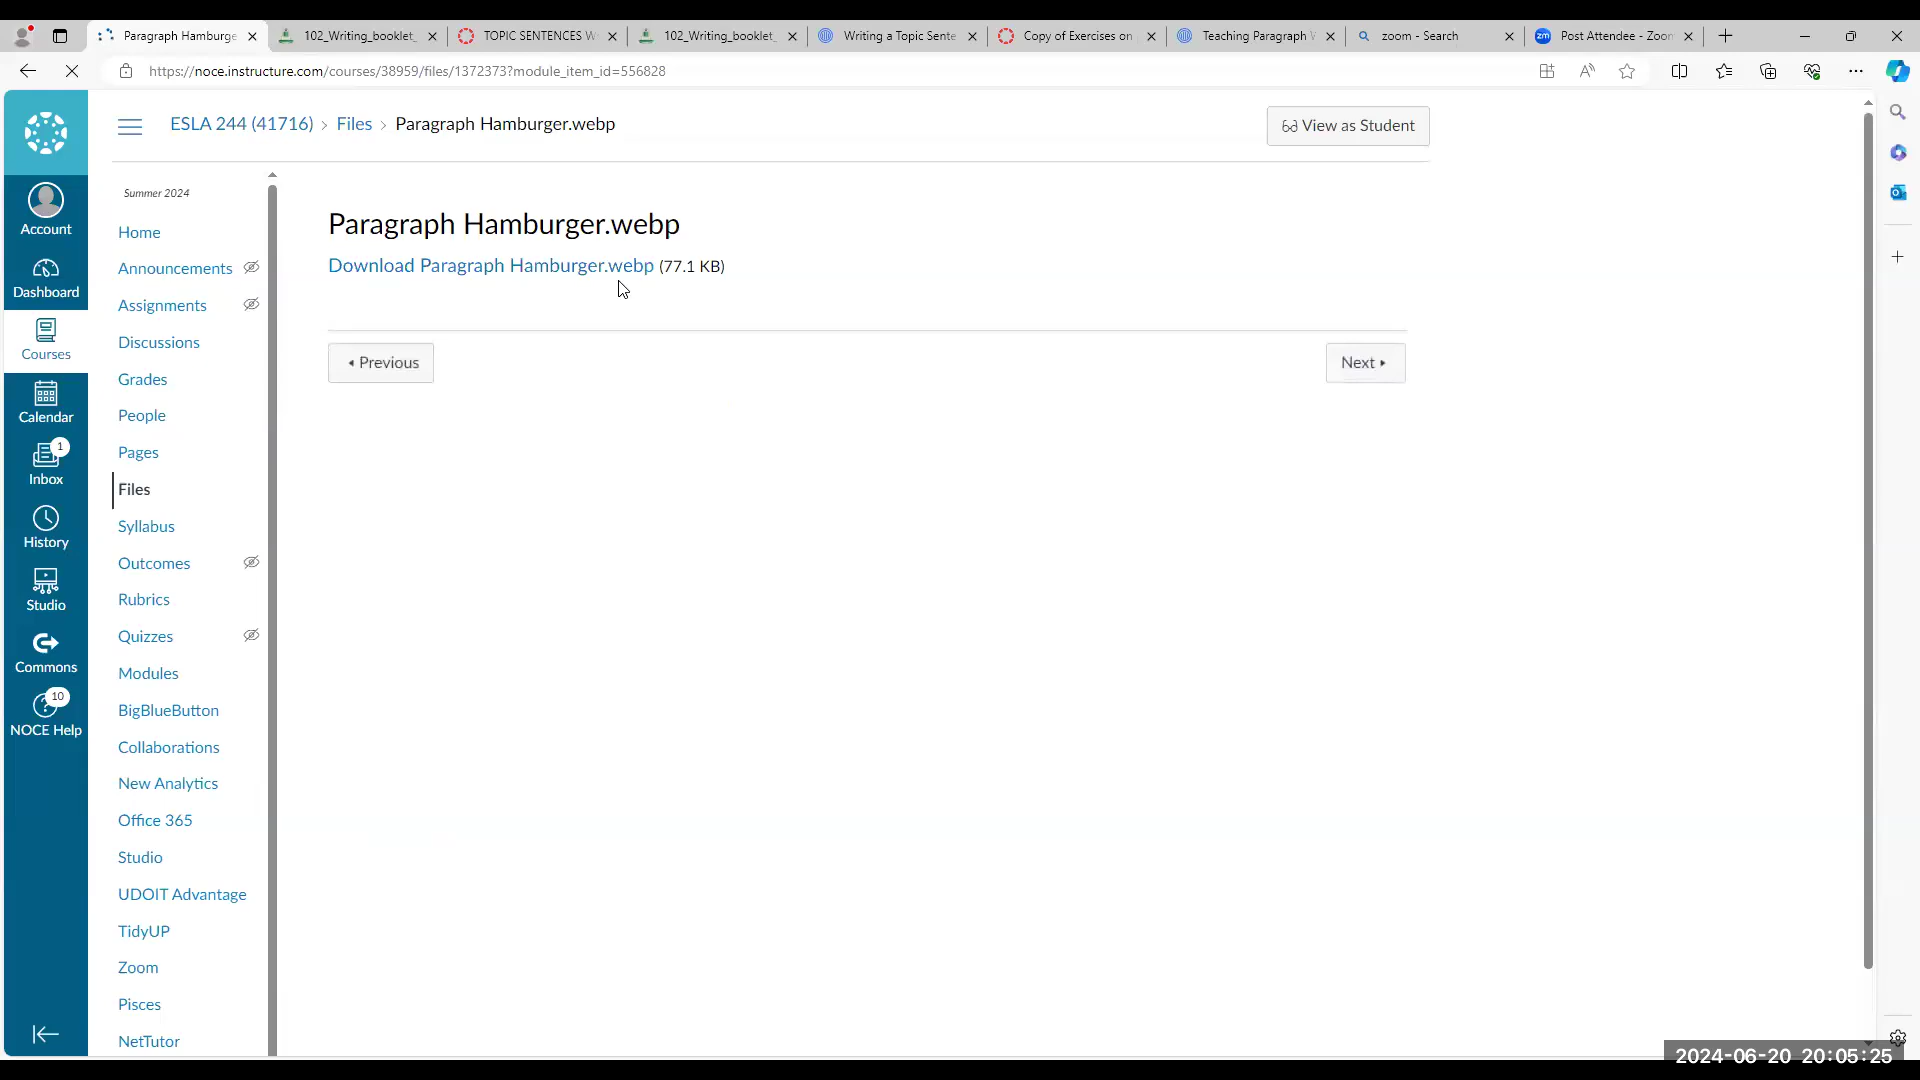 Paragraph Hamburge
102_Writing_booklet_
TOPIC SENTENCES W
102_Writing_booklet_
Writing a Topic Sente
Copy of Exercises on
Teaching Paragraph
zoom - Search
Post Attendee - Zoom
https://noce.instructure.com/courses/38959/files/1372373?module_item_id=556828
ESLA 244 (41716) › Files › Paragraph Hamburger.webp
View as Student
Account
Dashboard
Courses
Calendar
1
Inbox
History
Studio
Commons
10
NOCE Help
Summer 2024
Home
Announcements
Assignments
Discussions
Grades
People
Pages
Files
Syllabus
Outcomes
Rubrics
Quizzes
Modules
BigBlueButton
Collaborations
New Analytics
Office 365
Studio
UDOIT Advantage
TidyUP
Zoom
Pisces
NetTutor
Paragraph Hamburger.webp
Download Paragraph Hamburger.webp (77.1 KB)
Previous
Next
2024-06-20 20:05:25